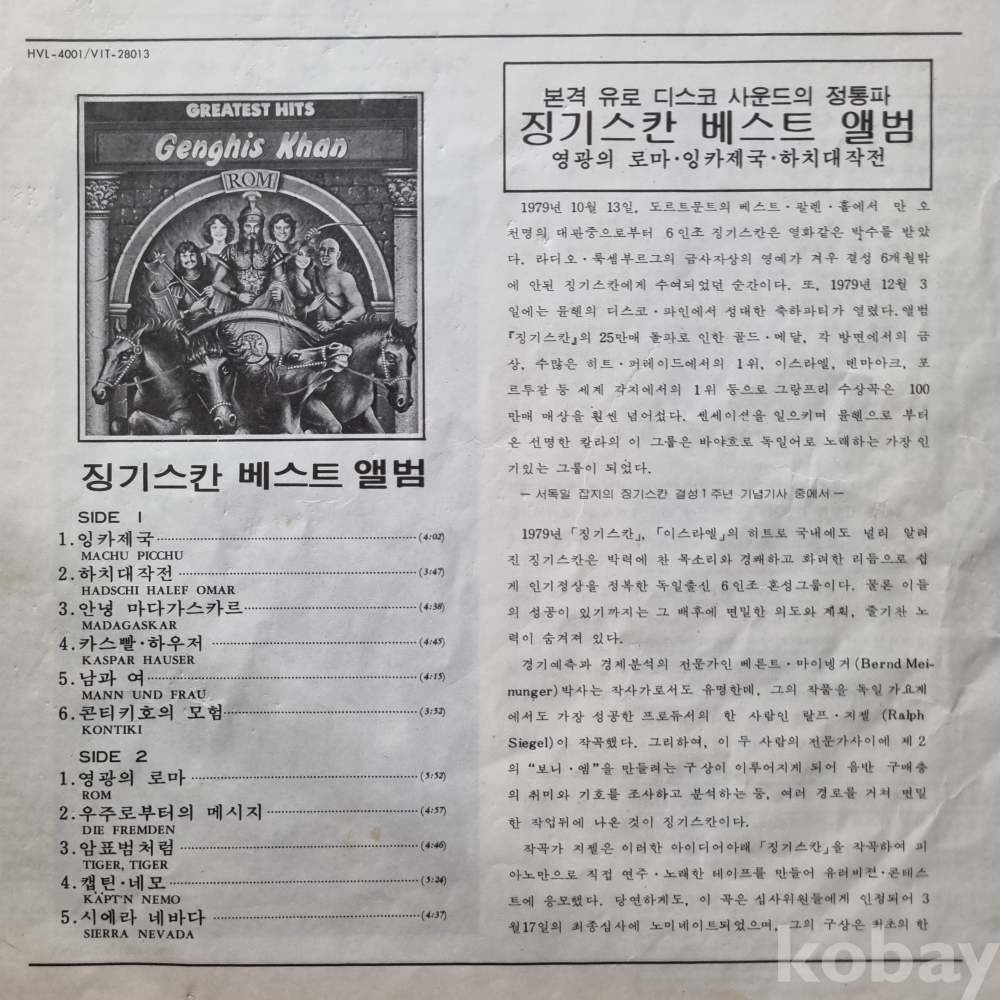 HVL-4001/VIT-28013
GREATEST HITS
Genghis Khan
ROM
징기스칸 베스트 앨범
SIDE 1
1.잉카제국 (4:02)
MACHU PICCHU
2.하치대작전 (3:47)
HADSCHI HALEF OMAR
3.안녕 마다가스카르 (4:38)
MADAGASKAR
4.카스빨·하우저 (4:45)
KASPAR HAUSER
5.남과 여 (4:15)
MANN UND FRAU
6.콘티키호의 모험 (3:52)
KONTIKI
SIDE 2
1.영광의 로마 (5:52)
ROM
2.우주로부터의 메시지 (4:57)
DIE FREMDEN
3.암표범처럼 (4:46)
TIGER, TIGER
4.캡틴·네모 (5:24)
KÄPT'N NEMO
5.시에라 네바다 (4:37)
SIERRA NEVADA
본격 유로 디스코 사운드의 정통파
징기스칸 베스트 앨범
영광의 로마·잉카제국·하치대작전
1979년 10월 13일, 도르트문트의 베스트·팔렌·홀에서 만 오
천명의 대관중으로부터 6인조 징기스칸은 열화같은 박수를 받았
다. 라디오·룩셈부르그의 금사자상의 영예가 겨우 결성 6개월밖
에 안된 징기스칸에게 수여되었던 순간이다. 또, 1979년 12월 3
일에는 뮨헨의 디스코·파인에서 성대한 축하파티가 열렸다. 앨범
『징기스칸』의 25만매 돌파로 인한 골드·메달, 각 방면에서의 금
상, 수많은 히트·퍼레이드에서의 1위, 이스라엘, 덴마아크, 포
르투갈 등 세계 각지에서의 1위 등으로 그랑프리 수상곡은 100
만매 매상을 훨씬 넘어섰다. 쎈세이션을 일으키며 뮨헨으로 부터
온 선명한 칼라의 이 그룹은 바야흐로 독일어로 노래하는 가장 인
기있는 그룹이 되었다.
— 서독일 잡지의 징기스칸 결성 1주년 기념기사 중에서 —
1979년 「징기스칸」, 「이스라엘」의 히트로 국내에도 널리 알려
진 징기스칸은 박력에 찬 목소리와 경쾌하고 화려한 리듬으로 쉽
게 인기정상을 정복한 독일출신 6인조 혼성그룹이다. 물론 이들
의 성공이 있기까지는 그 배후에 면밀한 의도와 계획, 줄기찬 노
력이 숨겨져 있다.
경기예측과 경제분석의 전문가인 베른트·마이넹거 (Bernd Mei-
nunger)박사는 작사가로서도 유명한데, 그의 작품을 독일 가요계
에서도 가장 성공한 프로듀서의 한 사람인 랄프·지겔 (Ralph
Siegel)이 작곡했다. 그리하여, 이 두 사람의 전문가사이에 제 2
의 "보니·엠"을 만들려는 구상이 이루어지게 되어 음반 구매층
의 취미와 기호를 조사하고 분석하는 등, 여러 경로를 거쳐 면밀
한 작업뒤에 나온 것이 징기스칸이다.
작곡가 지겔은 이러한 아이디어아래 「징기스칸」을 작곡하여 피
아노만으로 직접 연주·노래한 테이프를 만들어 유러비젼·콘테스
트에 응모했다. 당연하게도, 이 곡은 심사위원들에게 인정되어 3
월17일의 최종심사에 노미네이트되었으며, 그의 구상은 최초의 한
kobay